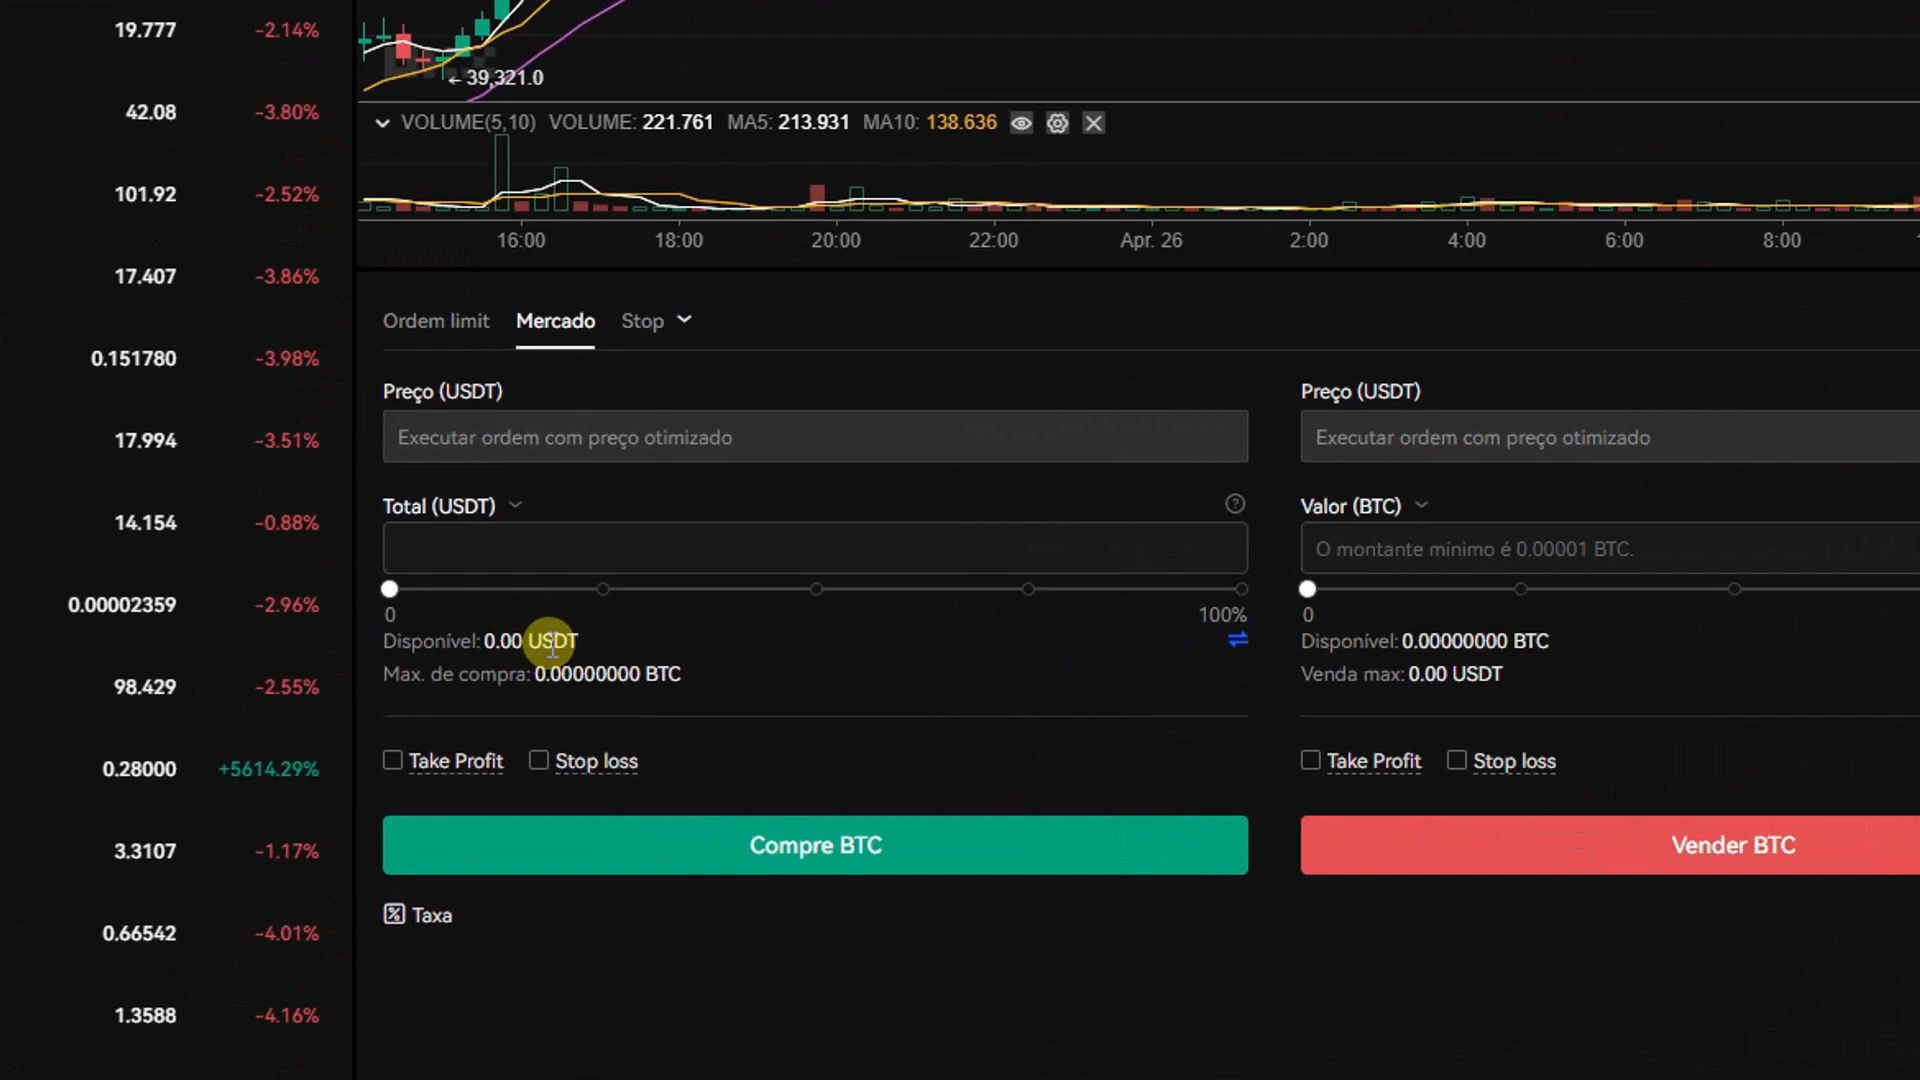 19.777 -2.14%
42.08 -3.80%
101.92 -2.52%
17.407 -3.86%
0.151780 -3.98%
17.994 -3.51%
14.154 -0.88%
0.00002359 -2.96%
98.429 -2.55%
0.28000 +5614.29%
3.3107 -1.17%
0.66542 -4.01%
1.3588 -4.16%
←39,321.0
VOLUME(5,10) VOLUME: 221.761 MA5: 213.931 MA10: 138.636
16:00 18:00 20:00 22:00 Apr. 26 2:00 4:00 6:00 8:00
Ordem limit Mercado Stop
Preço (USDT)
Executar ordem com preço otimizado
Total (USDT)
0 100%
Disponível: 0.00 USDT
Max. de compra: 0.00000000 BTC
Take Profit Stop loss
Compre BTC
Taxa
Preço (USDT)
Executar ordem com preço otimizado
Valor (BTC)
O montante mínimo é 0.00001 BTC.
0
Disponível: 0.00000000 BTC
Venda max: 0.00 USDT
Take Profit Stop loss
Vender BTC